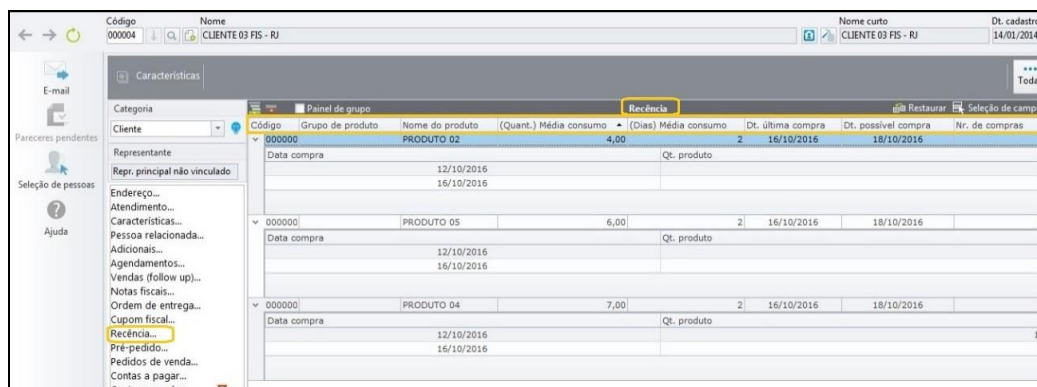 Código Nome Nome curto Dt. cadastro
000004 CLIENTE 03 FIS - RJ CLIENTE 03 FIS - RJ 14/01/2014
E-mail
Pareceres pendentes
Seleção de pessoas
Ajuda
Características
Categoria
Cliente
Representante
Repr. principal não vinculado
Endereço...
Atendimento...
Características...
Pessoa relacionada...
Adicionais...
Agendamentos...
Vendas (follow up)...
Notas fiscais...
Ordem de entrega...
Cupom fiscal...
Recência...
Pré-pedido...
Pedidos de venda...
Contas a pagar...
Painel de grupo Recência Restaurar Seleção de camp
Código Grupo de produto Nome do produto (Quant.) Média consumo (Dias) Média consumo Dt. última compra Dt. possível compra Nr. de compras
000000 PRODUTO 02 4,00 2 16/10/2016 18/10/2016
Data compra Qt. produto
12/10/2016
16/10/2016
000000 PRODUTO 05 6,00 2 16/10/2016 18/10/2016
Data compra Qt. produto
12/10/2016
16/10/2016
000000 PRODUTO 04 7,00 2 16/10/2016 18/10/2016
Data compra Qt. produto
12/10/2016 1
16/10/2016